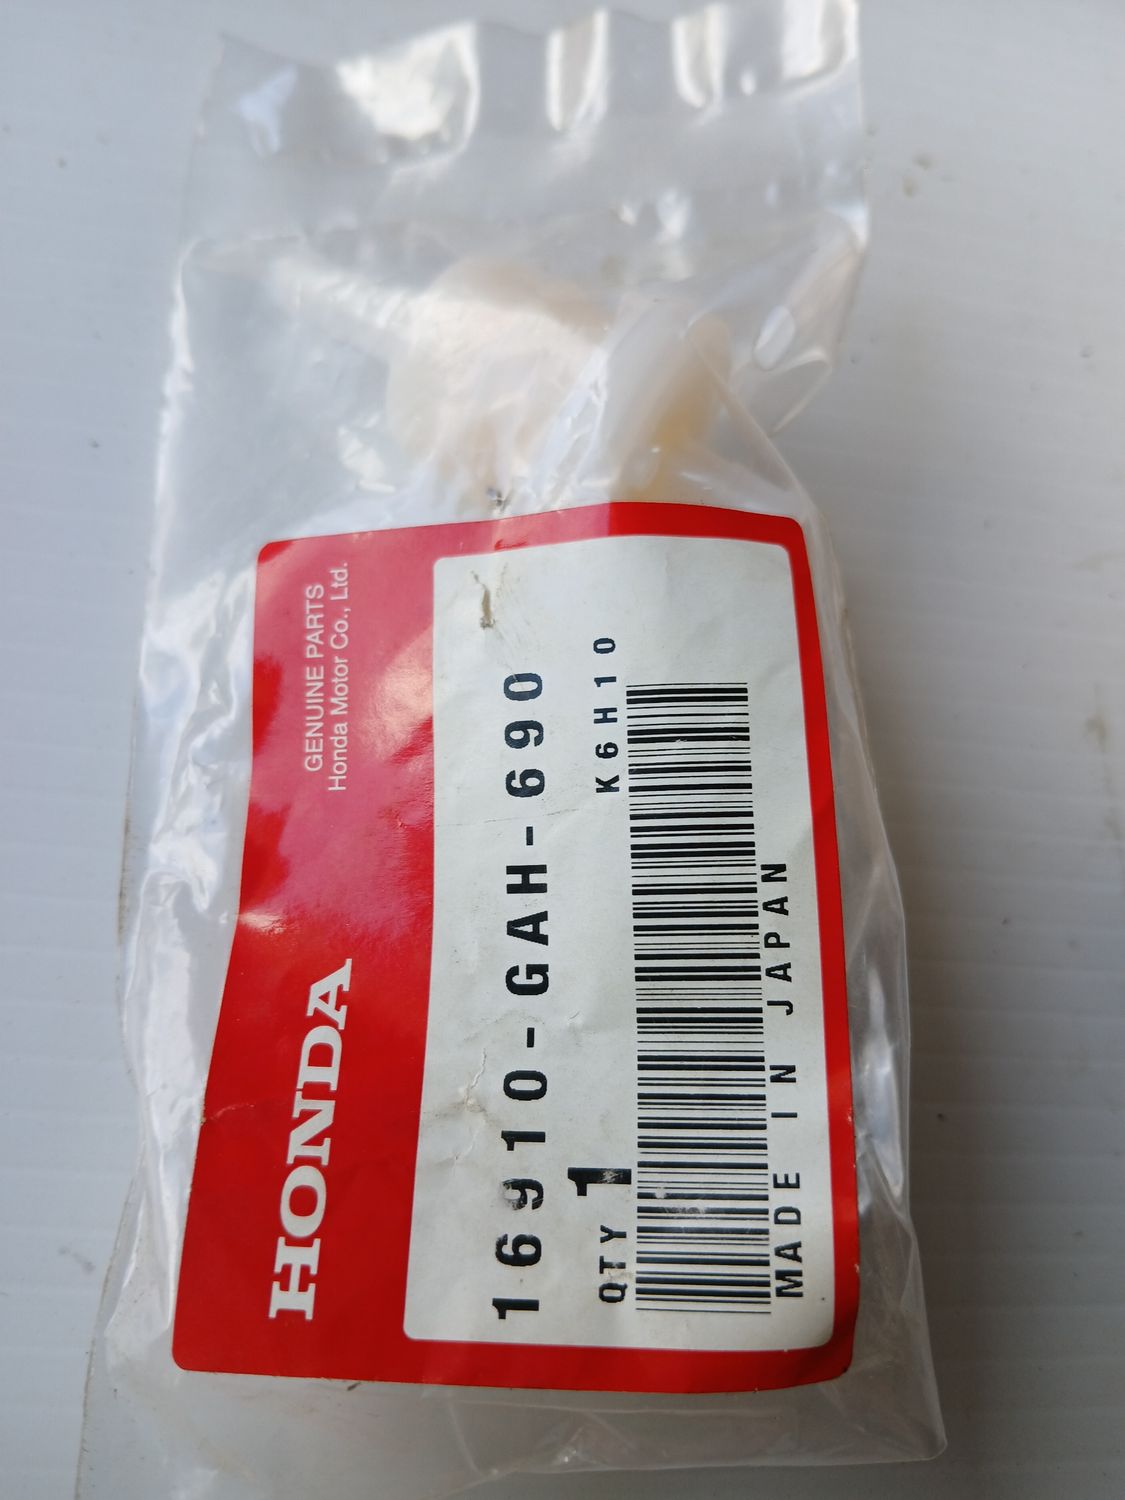 HONDA
GENUINE PARTS
Honda Motor Co., Ltd.
16910-GAH-690
QTY 1
K6H10
MADE IN JAPAN